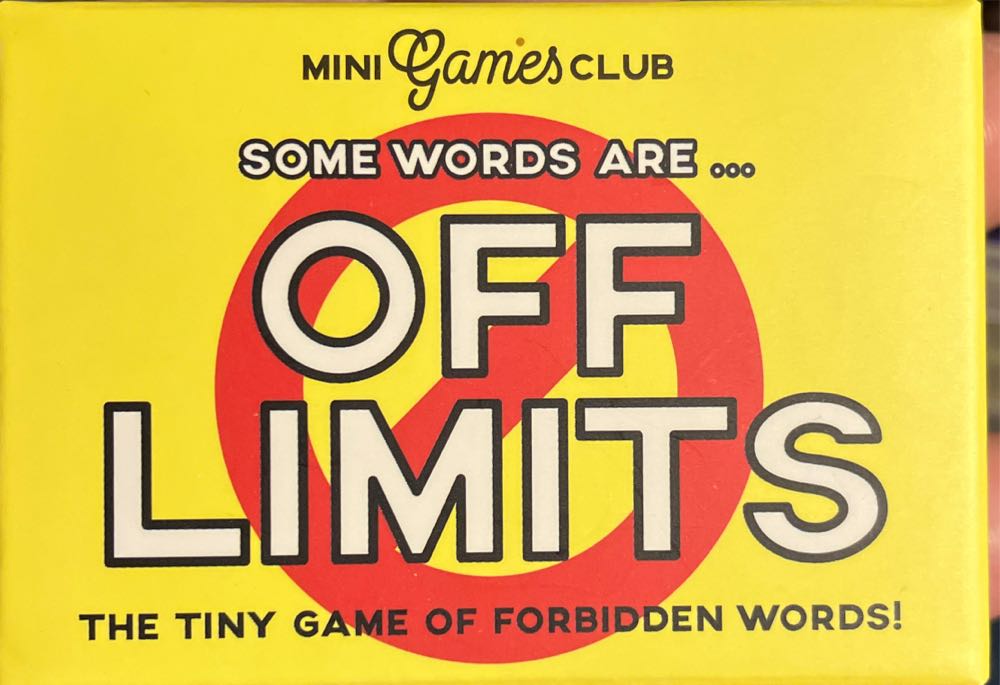 MINI Games CLUB
SOME WORDS ARE ...
OFF
LIMITS
THE TINY GAME OF FORBIDDEN WORDS!